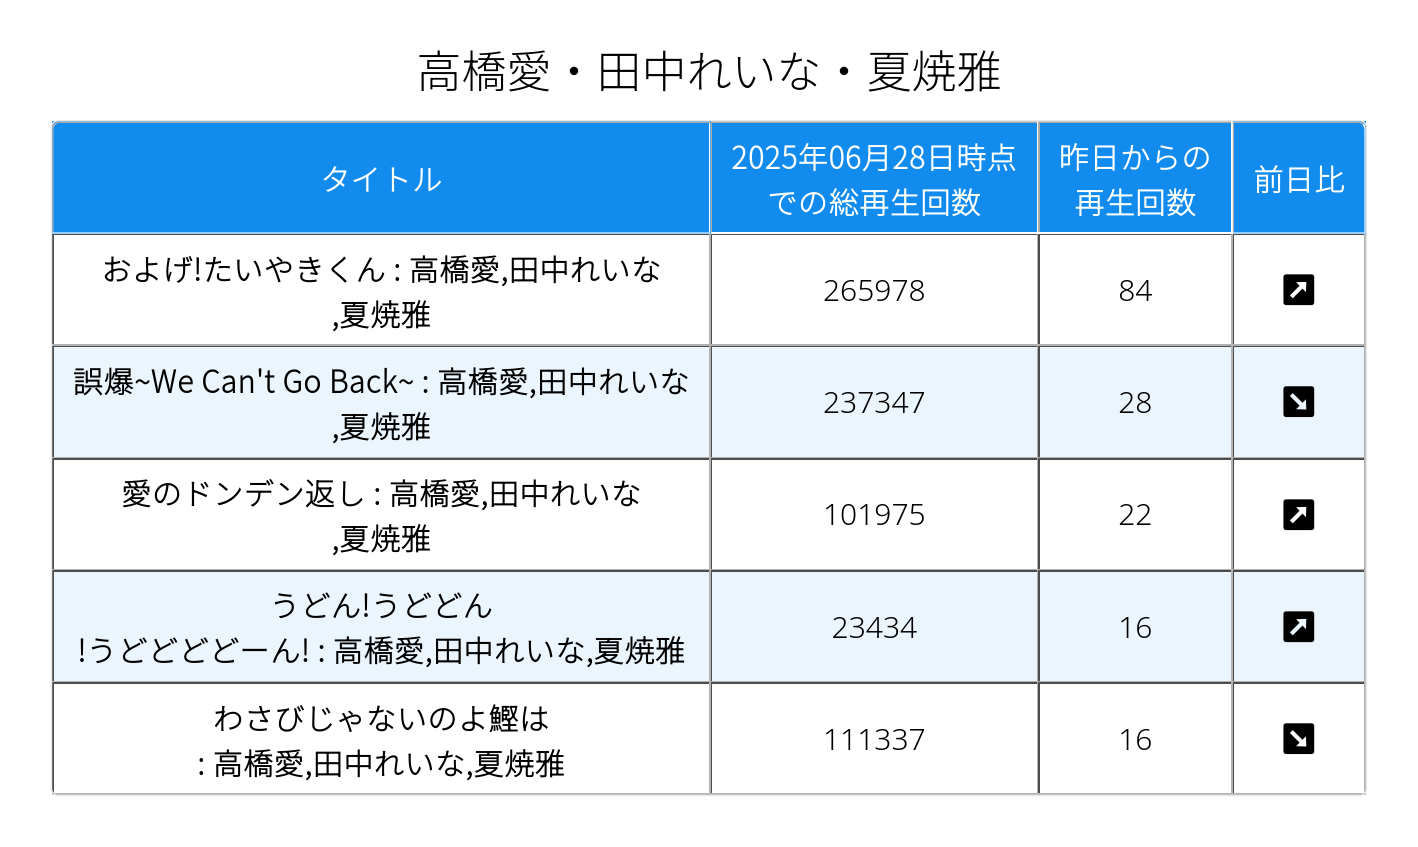 高橋愛・田中れいな・夏焼雅
タイトル
2025年06月28日時点
での総再生回数
昨日からの
再生回数
前日比
およげ!たいやきくん : 高橋愛,田中れいな
,夏焼雅
265978
84
誤爆~We Can't Go Back~ : 高橋愛,田中れいな
,夏焼雅
237347
28
愛のドンデン返し : 高橋愛,田中れいな
,夏焼雅
101975
22
うどん!うどどん
!うどどどどーん! : 高橋愛,田中れいな,夏焼雅
23434
16
わさびじゃないのよ鰹は
: 高橋愛,田中れいな,夏焼雅
111337
16